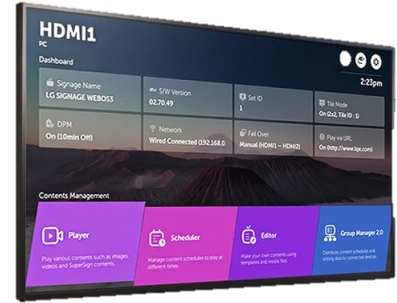 HDMI1
PC
Dashboard
2:23pm
Signage Name
LG SIGNAGE WEBOS3
S/W Version
02.70.49
Set ID
1
Tile Mode
On (2x2, Tile ID : 1)
DPM
On (10min Off)
Network
Wired Connected (192.168.0.
Fail Over
Manual (HDMI1 -- HDMI2)
Play via URL
On (http://www.lge.com)
Contents Management
Player
Play various contents such as images,
videos and SuperSign contents.
Scheduler
Manage content schedules to play at
different times.
Editor
Make your own contents using
templates and media files.
Group Manager 2.0
Distribute content schedules and
setting data to connected devices.